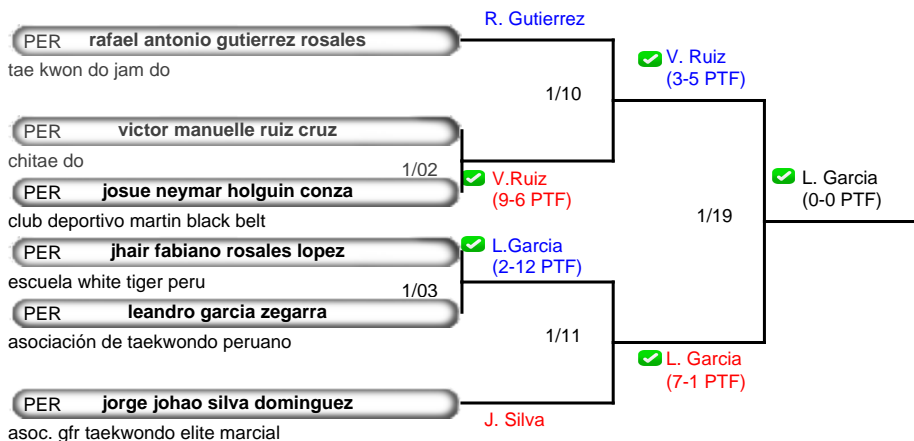 R. Gutierrez
PER rafael antonio gutierrez rosales
tae kwon do jam do
V. Ruiz
(3-5 PTF)
1/10
PER victor manuelle ruiz cruz
chitae do
1/02
V.Ruiz
(9-6 PTF)
PER josue neymar holguin conza
club deportivo martin black belt
L. Garcia
(0-0 PTF)
1/19
PER jhair fabiano rosales lopez
escuela white tiger peru
L.Garcia
(2-12 PTF)
1/03
PER leandro garcia zegarra
asociación de taekwondo peruano
1/11
L. Garcia
(7-1 PTF)
PER jorge johao silva dominguez
asoc. gfr taekwondo elite marcial
J. Silva